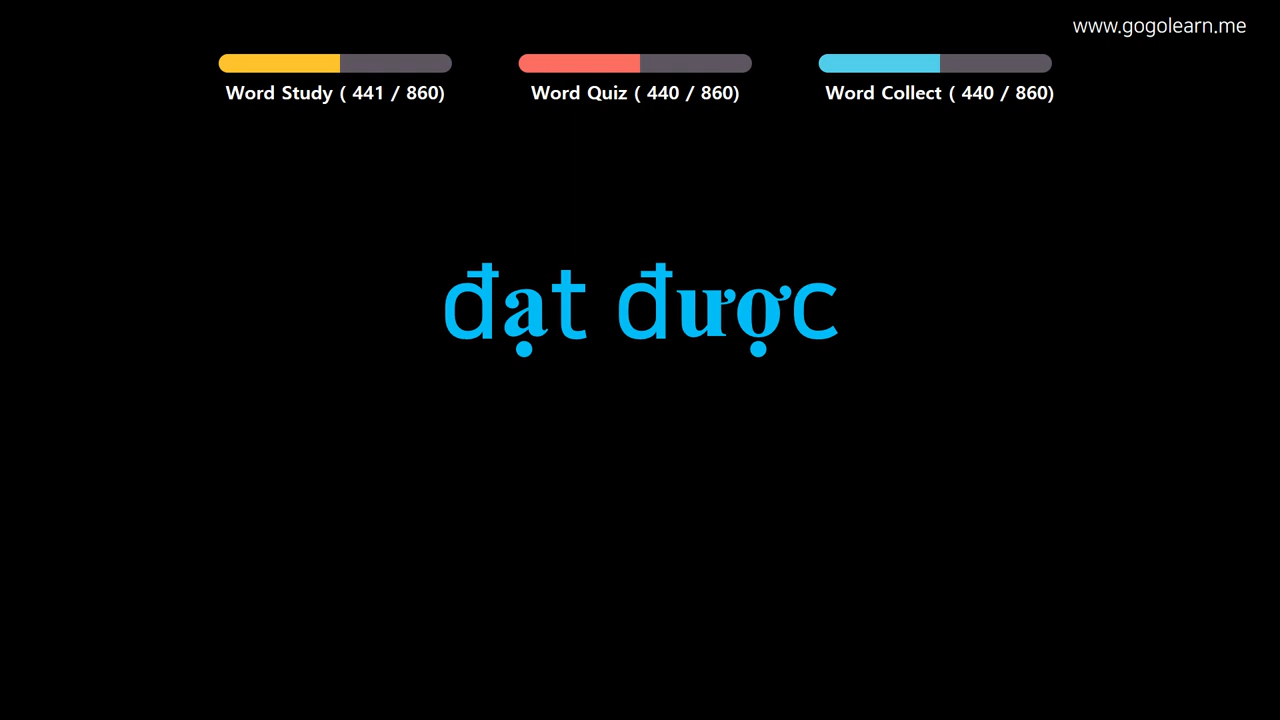 www.gogolearn.me
Word Study ( 441 / 860)
Word Quiz ( 440 / 860)
Word Collect ( 440 / 860)
đạt được